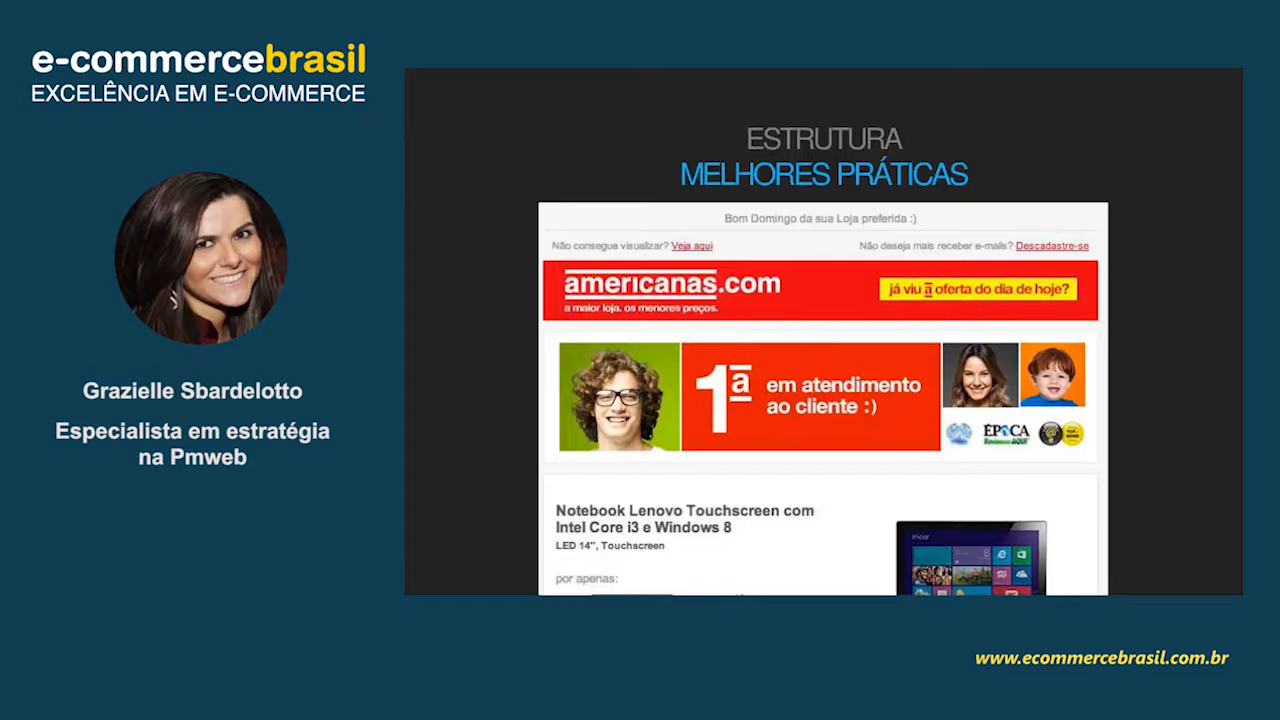 e-commercebrasil
EXCELÊNCIA EM E-COMMERCE
Grazielle Sbardelotto
Especialista em estratégia
na Pmweb
ESTRUTURA
MELHORES PRÁTICAS
Bom Domingo da sua Loja preferida :)
Não consegue visualizar? Veja aqui
Não deseja mais receber e-mails? Descadastre-se
americanas.com
a maior loja. os menores preços.
já viu a oferta do dia de hoje?
1ª
em atendimento
ao cliente :)
ÉPOCA
Notebook Lenovo Touchscreen com
Intel Core i3 e Windows 8
LED 14", Touchscreen
por apenas:
Iniciar
www.ecommercebrasil.com.br